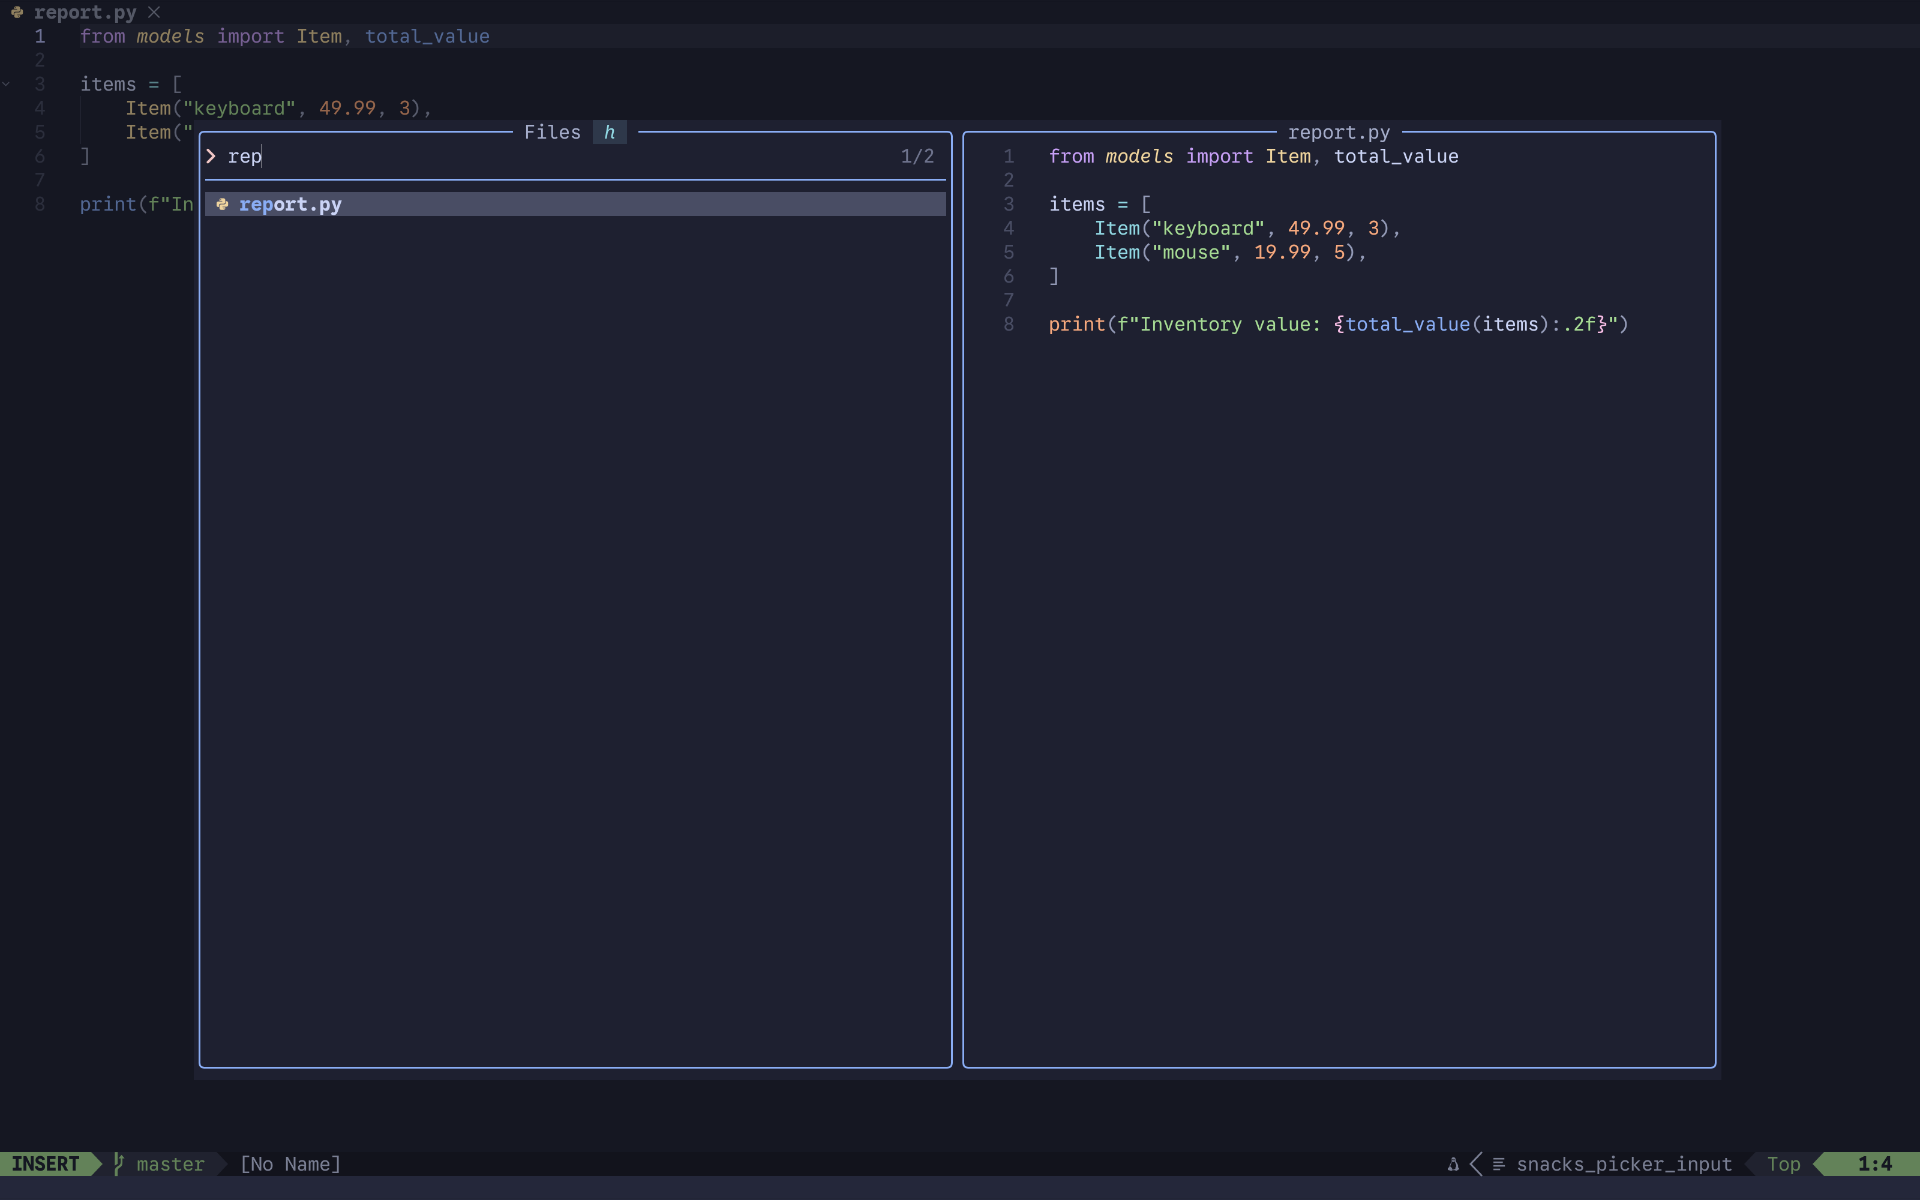 report.py ×
1 from models import Item, total_value
2
3 items = [
4 Item("keyboard", 49.99, 3),
5 Item("
6 ]
7
8 print(f"In
Files h
> rep 1/2
report.py
report.py
1 from models import Item, total_value
2
3 items = [
4 Item("keyboard", 49.99, 3),
5 Item("mouse", 19.99, 5),
6 ]
7
8 print(f"Inventory value: {total_value(items):.2f}")
INSERT master [No Name] snacks_picker_input Top 1:4